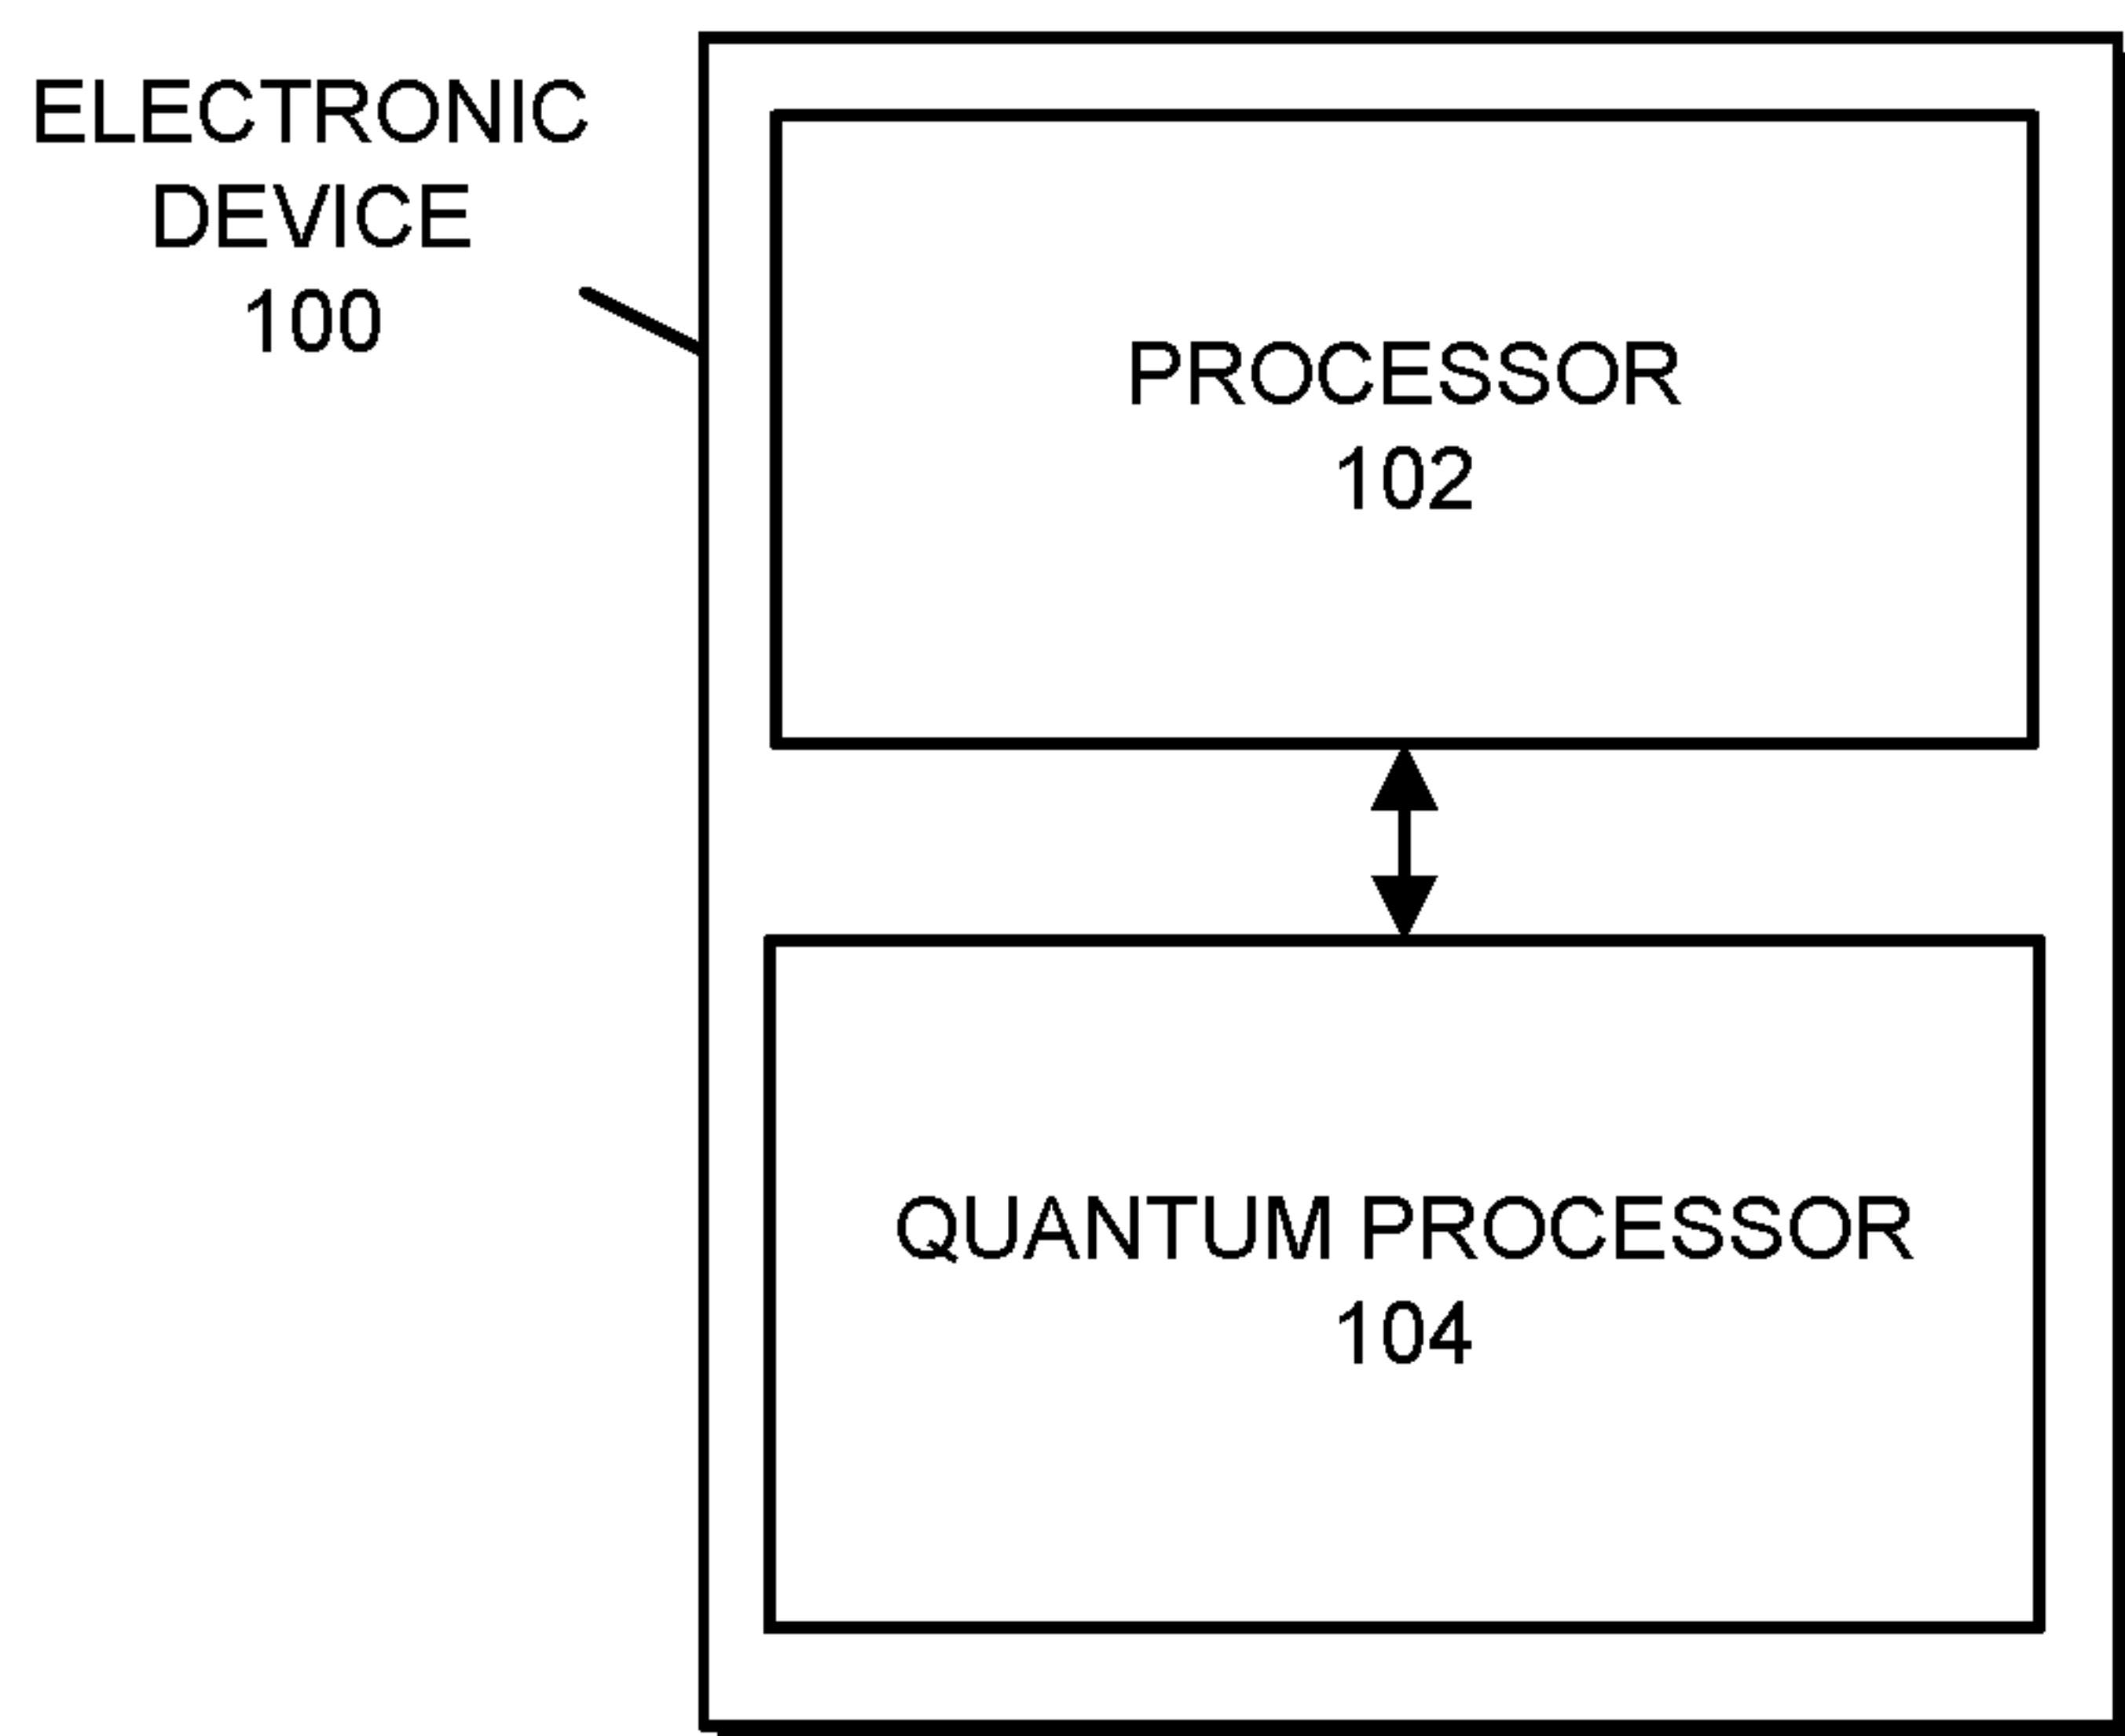 ELECTRONIC
DEVICE
100
PROCESSOR
102
QUANTUM PROCESSOR
104